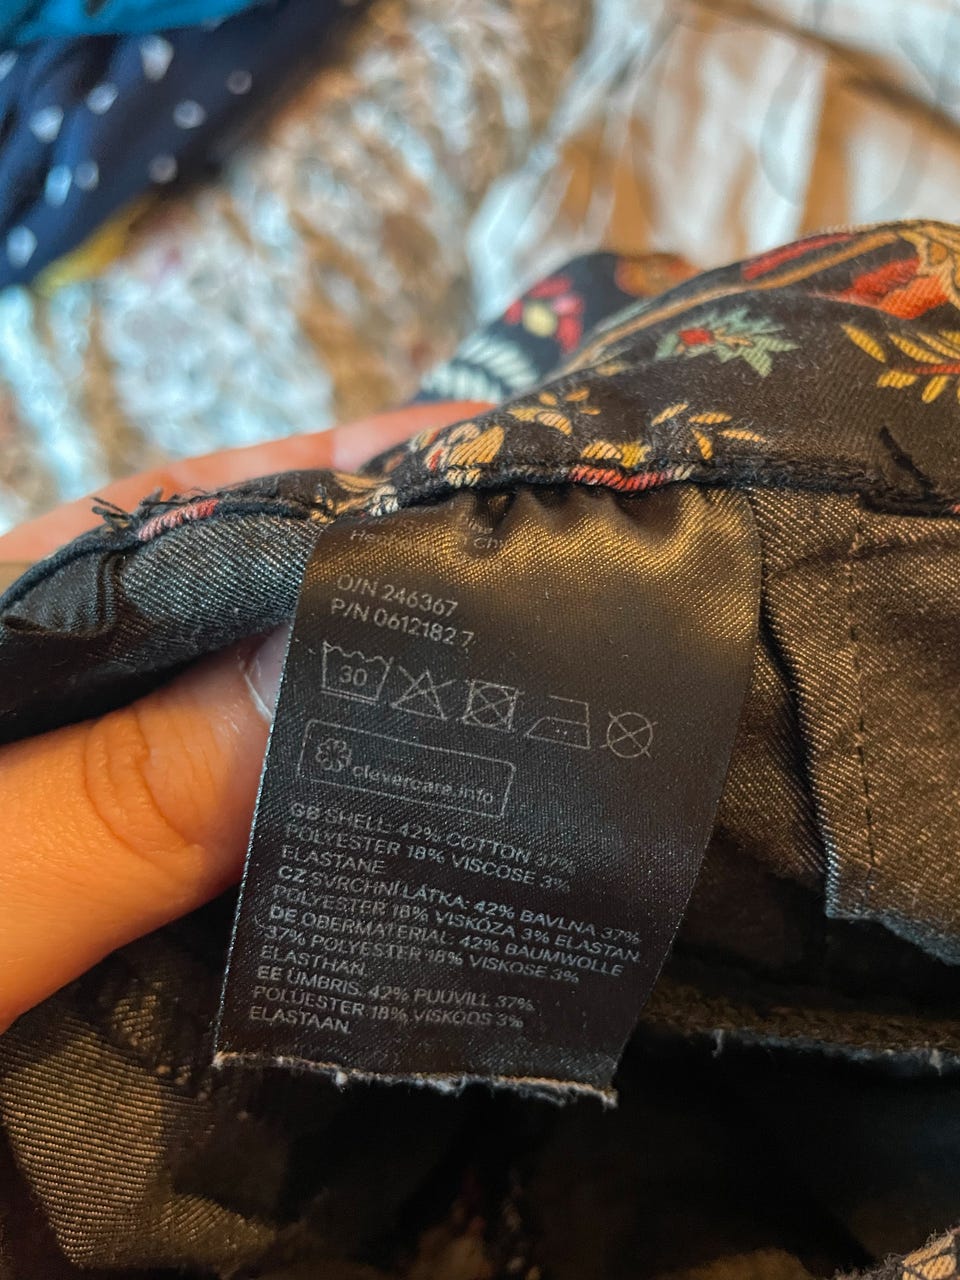 O/N 246367
P/N 0612182 7
30
clevercare.info
GB SHELL: 42% COTTON 37%
POLYESTER 18% VISCOSE 3%
ELASTANE
CZ SVRCHNÍ LÁTKA: 42% BAVLNA 37%
POLYESTER 18% VISKÓZA 3% ELASTAN
DE OBERMATERIAL: 42% BAUMWOLLE
37% POLYESTER 18% VISKOSE 3%
ELASTHAN
EE ÜMBRIS: 42% PUUVILL 37%
POLÜESTER 18% VISKOOS 3%
ELASTAAN